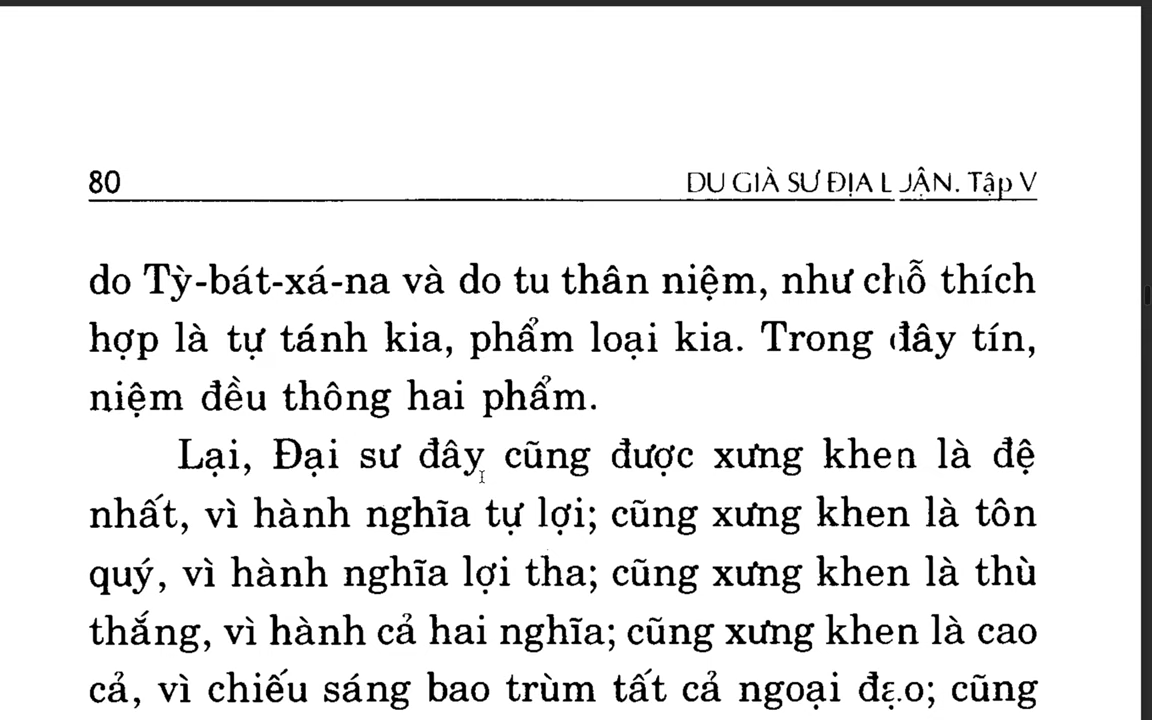 80
DU GIÀ SƯ ĐỊA LUẬN. Tập V
do Tỳ-bát-xá-na và do tu thân niệm, như chỗ thích
hợp là tự tánh kia, phẩm loại kia. Trong đây tín,
niệm đều thông hai phẩm.
Lại, Đại sư đây cũng được xưng khen là đệ
nhất, vì hành nghĩa tự lợi; cũng xưng khen là tôn
quý, vì hành nghĩa lợi tha; cũng xưng khen là thù
thắng, vì hành cả hai nghĩa; cũng xưng khen là cao
cả, vì chiếu sáng bao trùm tất cả ngoại đạo; cũng